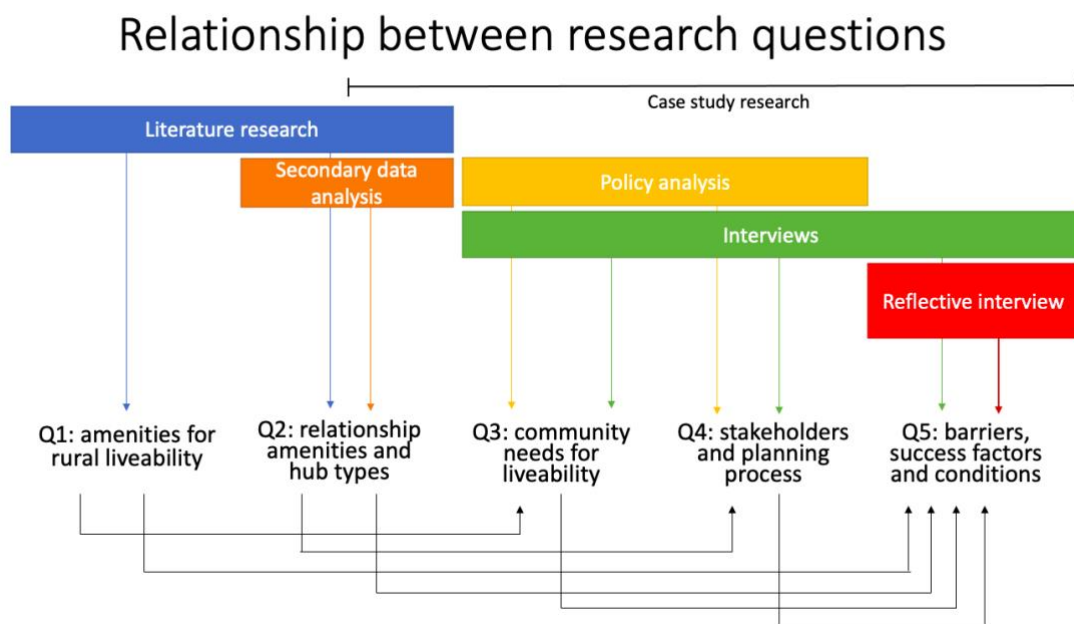 Relationship between research questions
Case study research
Literature research
Secondary data
analysis
Policy analysis
Interviews
Reflective interview
Q1: amenities for
rural liveability
Q2: relationship
amenities and
hub types
Q3: community
needs for
liveability
Q4: stakeholders
and planning
process
Q5: barriers,
success factors
and conditions